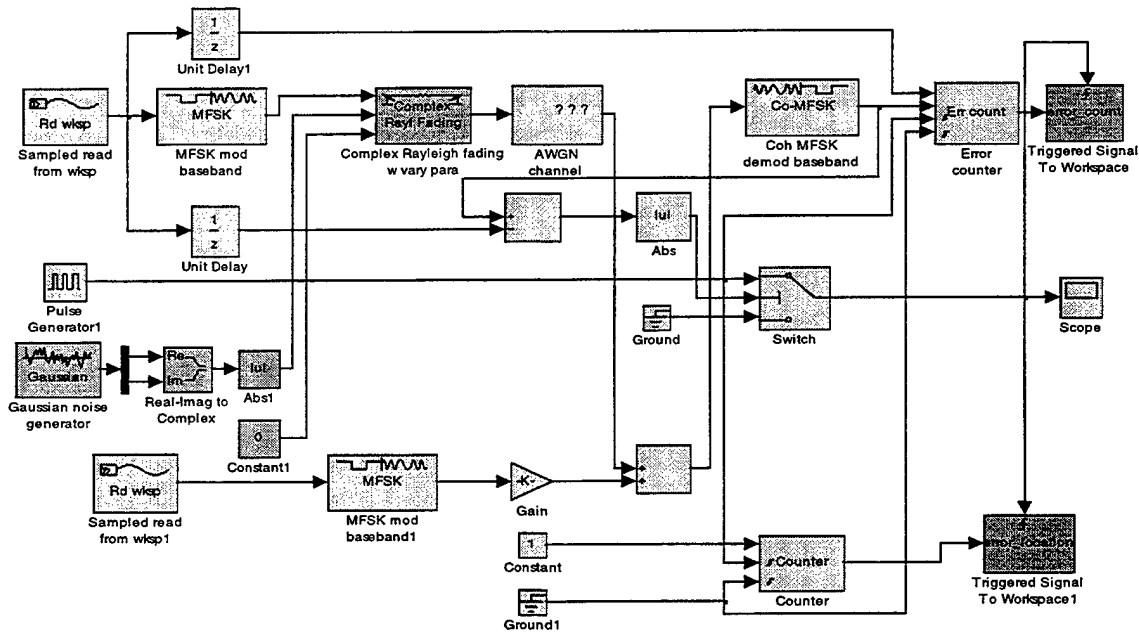 1
z
Unit Delay1
Rd wksp
Sampled read
from wksp
MFSK
MFSK mod
baseband
Complex
Rayl Fading
Complex Rayleigh fading
w vary para
? ? ?
AWGN
channel
Co-MFSK
Coh MFSK
demod baseband
Err count
Error
counter
error_count
Triggered Signal
To Workspace
1
z
Unit Delay
+
−
|u|
Abs
Pulse
Generator1
Ground
Switch
Scope
Gaussian
Gaussian noise
generator
Re
Im
Real-Imag to
Complex
|u|
Abs1
0
Constant1
Rd wksp
Sampled read
from wksp1
MFSK
MFSK mod
baseband1
-K-
Gain
+
+
1
Constant
Ground1
Counter
Counter
error_location
Triggered Signal
To Workspace1